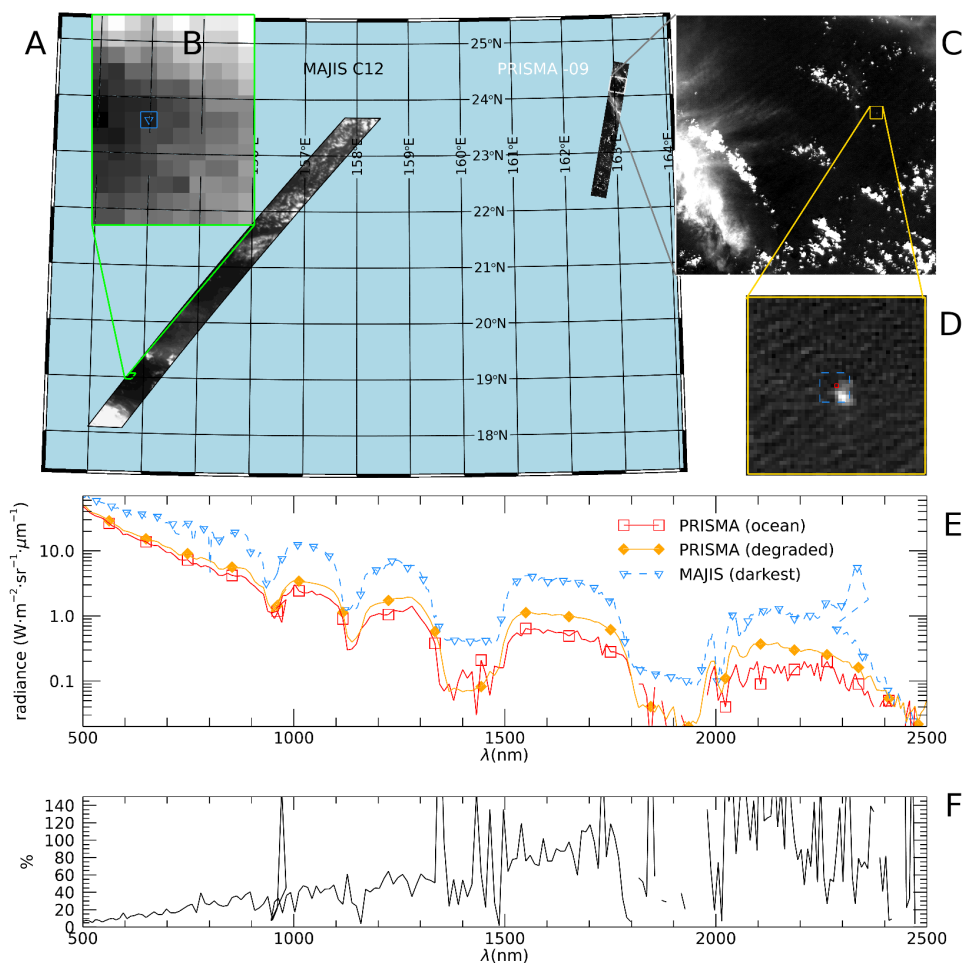 A
B
C
MAJIS C12
PRISMA -09
25°N
24°N
23°N
22°N
21°N
20°N
19°N
18°N
157°E
158°E
159°E
160°E
161°E
162°E
163°E
164°E
D
E
PRISMA (ocean)
PRISMA (degraded)
MAJIS (darkest)
radiance (W·m⁻²·sr⁻¹·μm⁻¹)
10.0
1.0
0.1
500
1000
1500
2000
2500
λ(nm)
F
%
140
120
100
80
60
40
20
0
500
1000
1500
2000
2500
λ(nm)